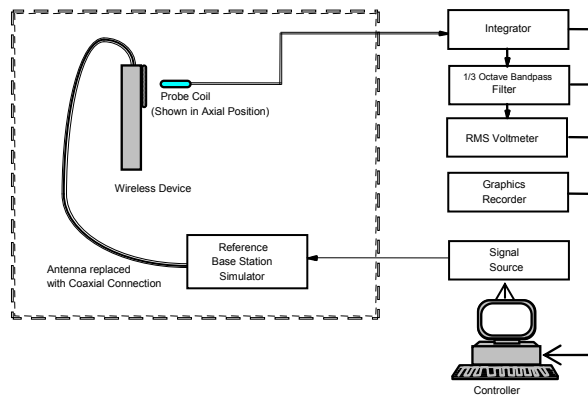 Integrator
1/3 Octave Bandpass
Filter
RMS Voltmeter
Graphics
Recorder
Signal
Source
Controller
Probe Coil
(Shown in Axial Position)
Wireless Device
Reference
Base Station
Simulator
Antenna replaced
with Coaxial Connection